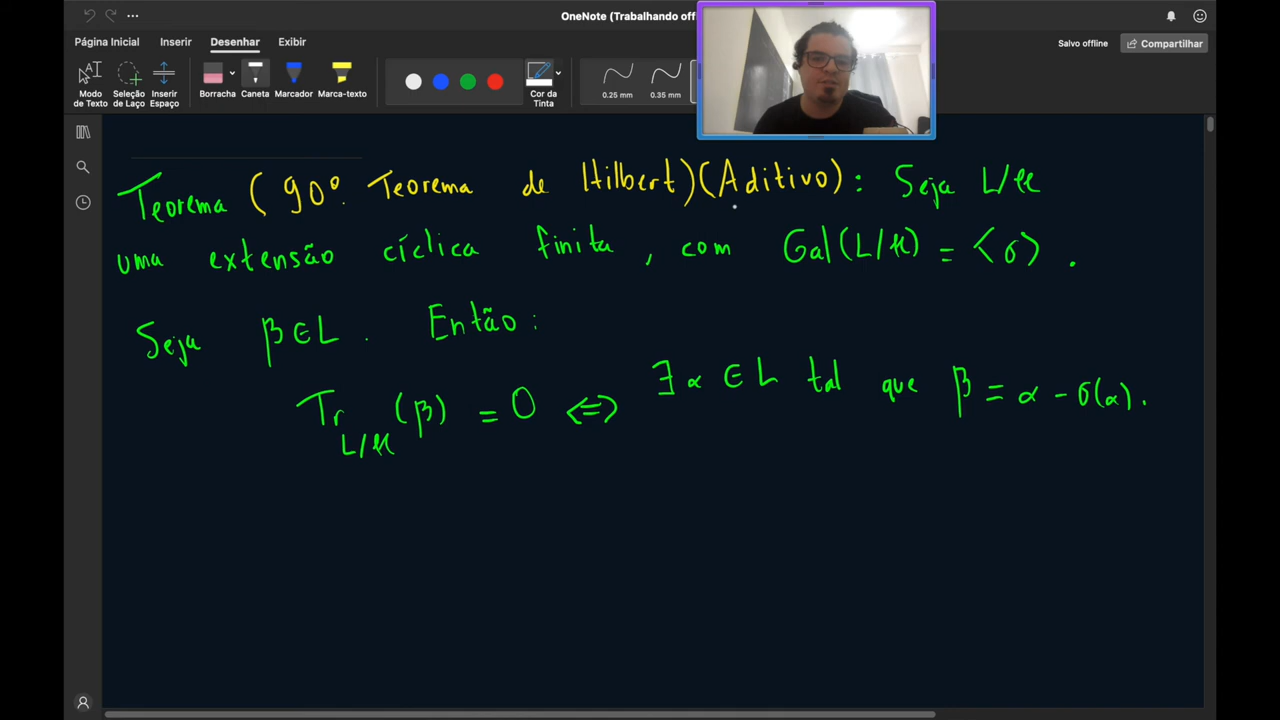 OneNote (Trabalhando off
Página Inicial Inserir Desenhar Exibir
Salvo offline Compartilhar
Modo de Texto
Seleção de Laço
Inserir Espaço
Borracha Caneta Marcador Marca-texto
Cor da Tinta
0.25 mm 0.35 mm
Teorema (90º Teorema de Hilbert)(Aditivo): Seja L/K
uma extensão cíclica finita, com Gal(L/K) = <σ>.
Seja β∈L. Então:
Tr_{L/K}(β) = 0 <=> ∃ α ∈ L tal que β = α - σ(α).